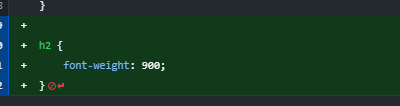 }
+
+ h2 {
+ font-weight: 900;
+ }